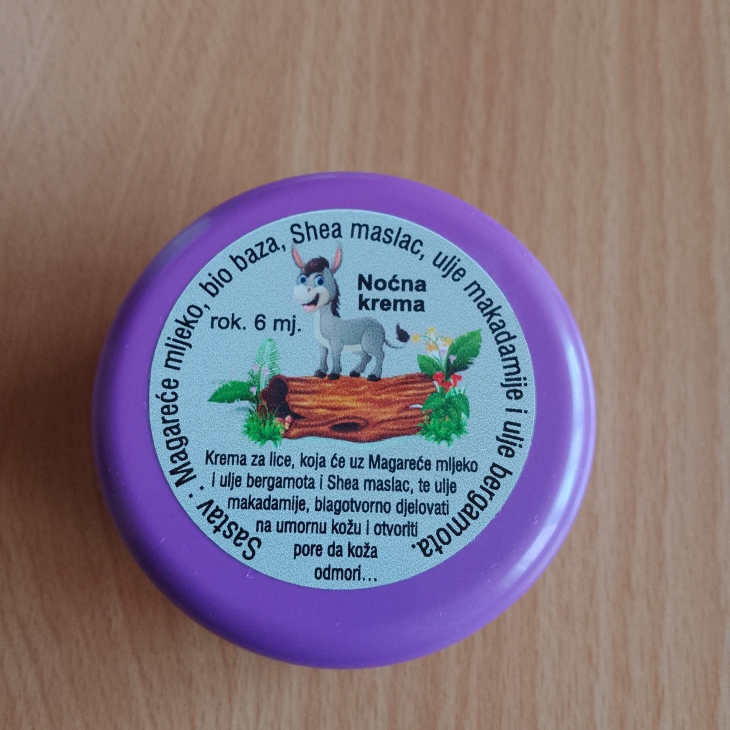 Sastav : Magareće mljeko, bio baza, Shea maslac, ulje makadamije i ulje bergamota.
Noćna
krema
rok. 6 mj.
Krema za lice, koja će uz Magareće mljeko
i ulje bergamota i Shea maslac, te ulje
makadamije, blagotvorno djelovati
na umornu kožu i otvoriti
pore da koža
odmori...